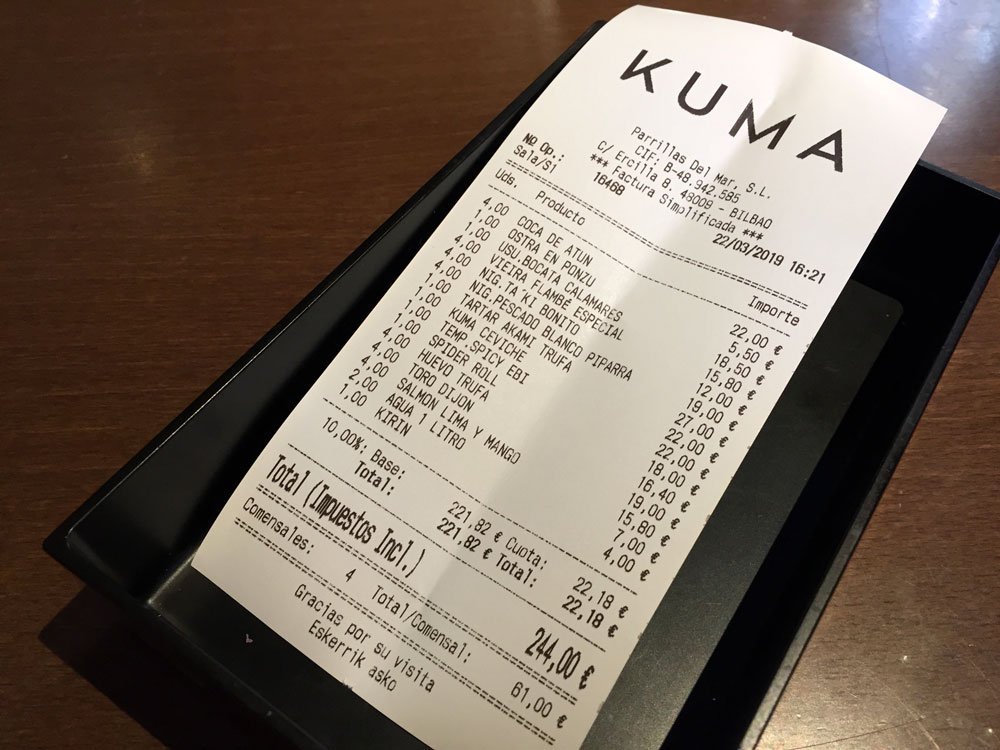 KUMA
Parrillas Del Mar, S.L.
CIF: B-48.942.585
C/ Ercilla 8. 48009 - BILBAO
*** Factura Simplificada ***
Nº Op.: 16468 22/03/2019 16:21
Sala/S1
Uds. Producto Importe
4,00 COCA DE ATUN 22,00 €
1,00 OSTRA EN PONZU 5,50 €
1,00 USU.BOCATA CALAMARES 18,50 €
4,00 VIEIRA FLAMBÉ ESPECIAL 15,80 €
4,00 NIG.TA´KI BONITO 12,00 €
4,00 NIG.PESCADO BLANCO PIPARRA 19,00 €
1,00 TARTAR AKAMI TRUFA 27,00 €
1,00 KUMA CEVICHE 22,00 €
1,00 TEMP.SPICY EBI 22,00 €
1,00 SPIDER ROLL 18,00 €
4,00 HUEVO TRUFA 16,40 €
4,00 TORO DIJON 19,00 €
4,00 SALMON LIMA Y MANGO 15,80 €
2,00 AGUA 1 LITRO 7,00 €
1,00 KIRIN 4,00 €
10,00%: Base: 221,82 € Cuota: 22,18 €
Total: 221,82 € Total: 22,18 €
Total (Impuestos Incl.) 244,00 €
Comensales: 4 Total/Comensal: 61,00 €
Gracias por su visita
Eskerrik asko